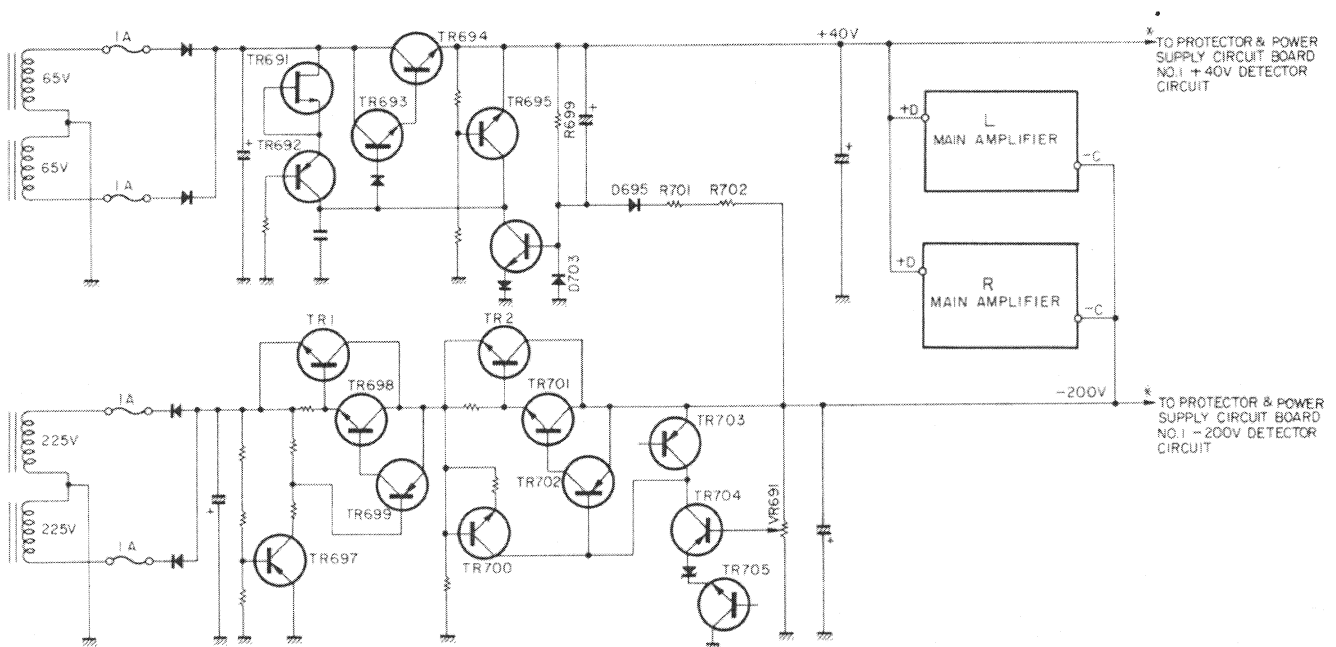 1A
TR694
+40V
*
TO PROTECTOR & POWER
SUPPLY CIRCUIT BOARD
NO.1 +40V DETECTOR
CIRCUIT
65V
TR691
TR693
TR695
R699
+
+
+
+D
L
MAIN AMPLIFIER
-C
TR692
65V
1A
D695 R701 R702
+D
R
MAIN AMPLIFIER
-C
D703
TR1
TR2
TR698
TR701
-200V
*
TO PROTECTOR & POWER
SUPPLY CIRCUIT BOARD
NO.1 -200V DETECTOR
CIRCUIT
1A
225V
TR703
TR702
TR704
VR691
TR699
+
225V
+
1A
TR697
TR700
TR705